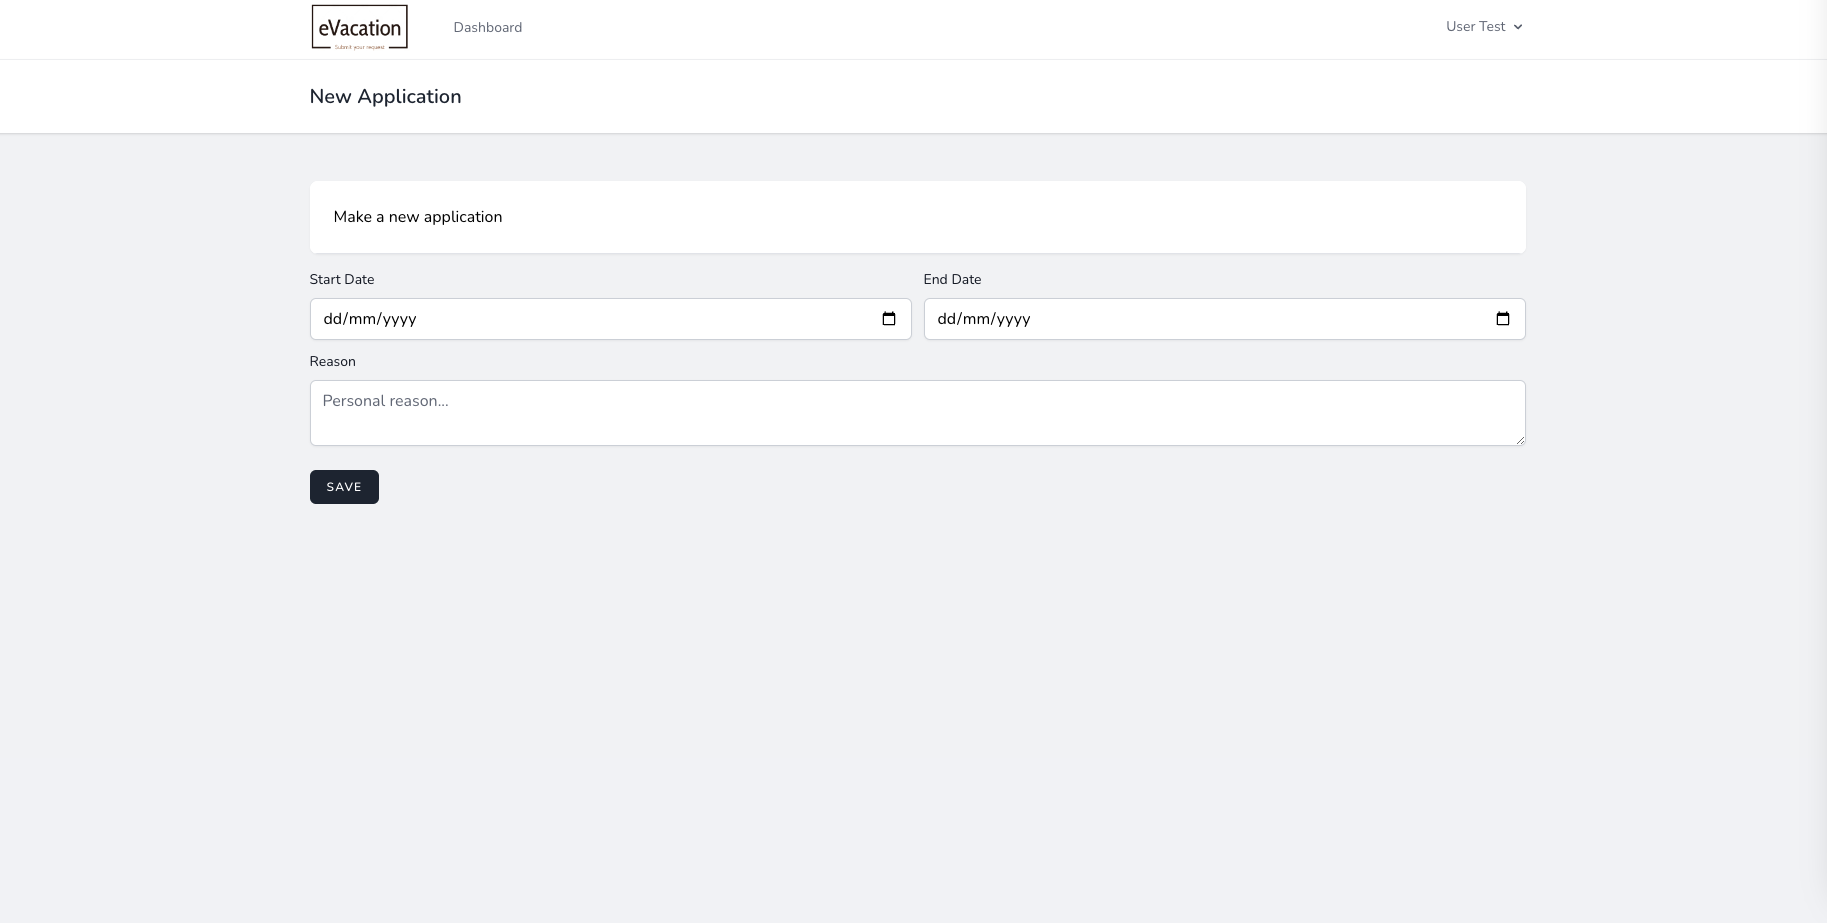 eVacation
Submit your request
Dashboard
User Test
New Application
Make a new application
Start Date
End Date
dd/mm/yyyy
dd/mm/yyyy
Reason
Personal reason...
SAVE